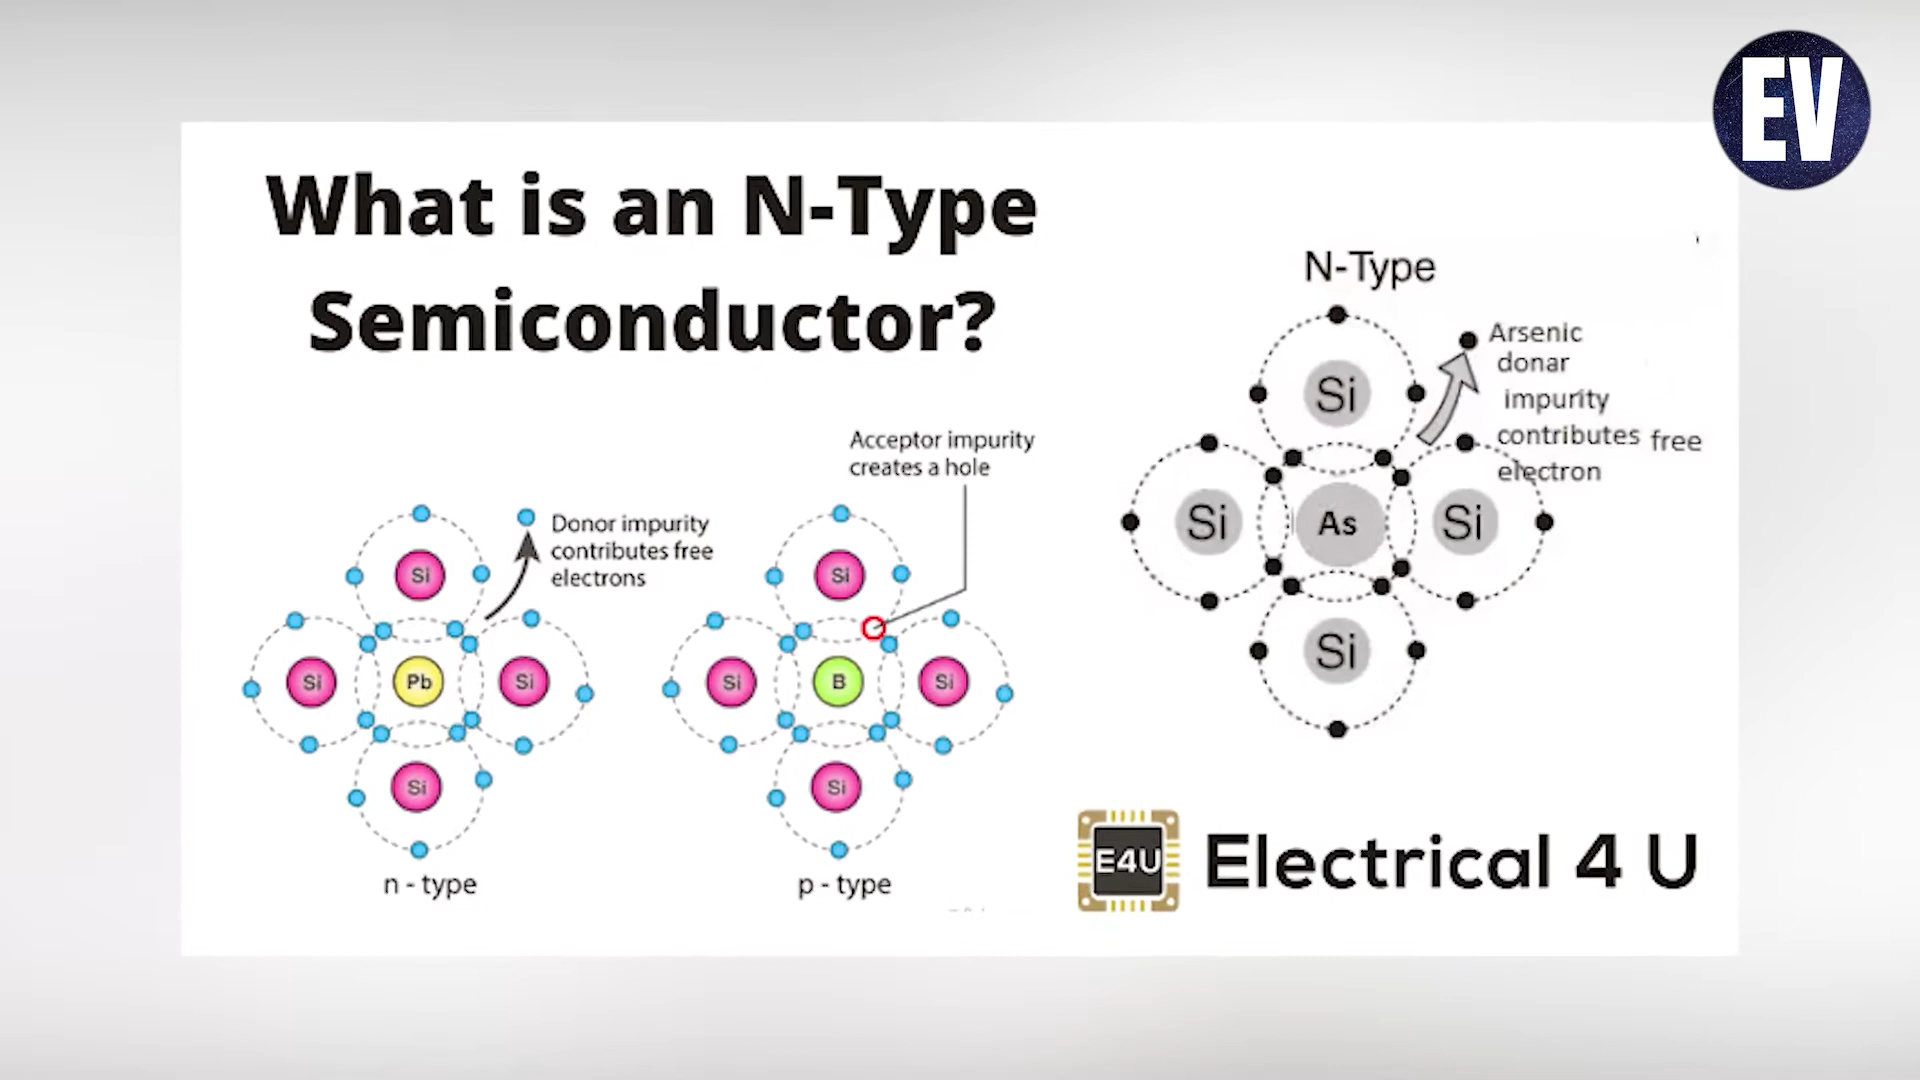 EV
What is an N-Type
Semiconductor?
N-Type
Arsenic
donar
impurity
contributes free
electron
Si
Si
As
Si
Si
Acceptor impurity
creates a hole
Donor impurity
contributes free
electrons
Si
Si
Pb
Si
Si
n - type
Si
Si
B
Si
Si
p - type
E4U
Electrical 4 U